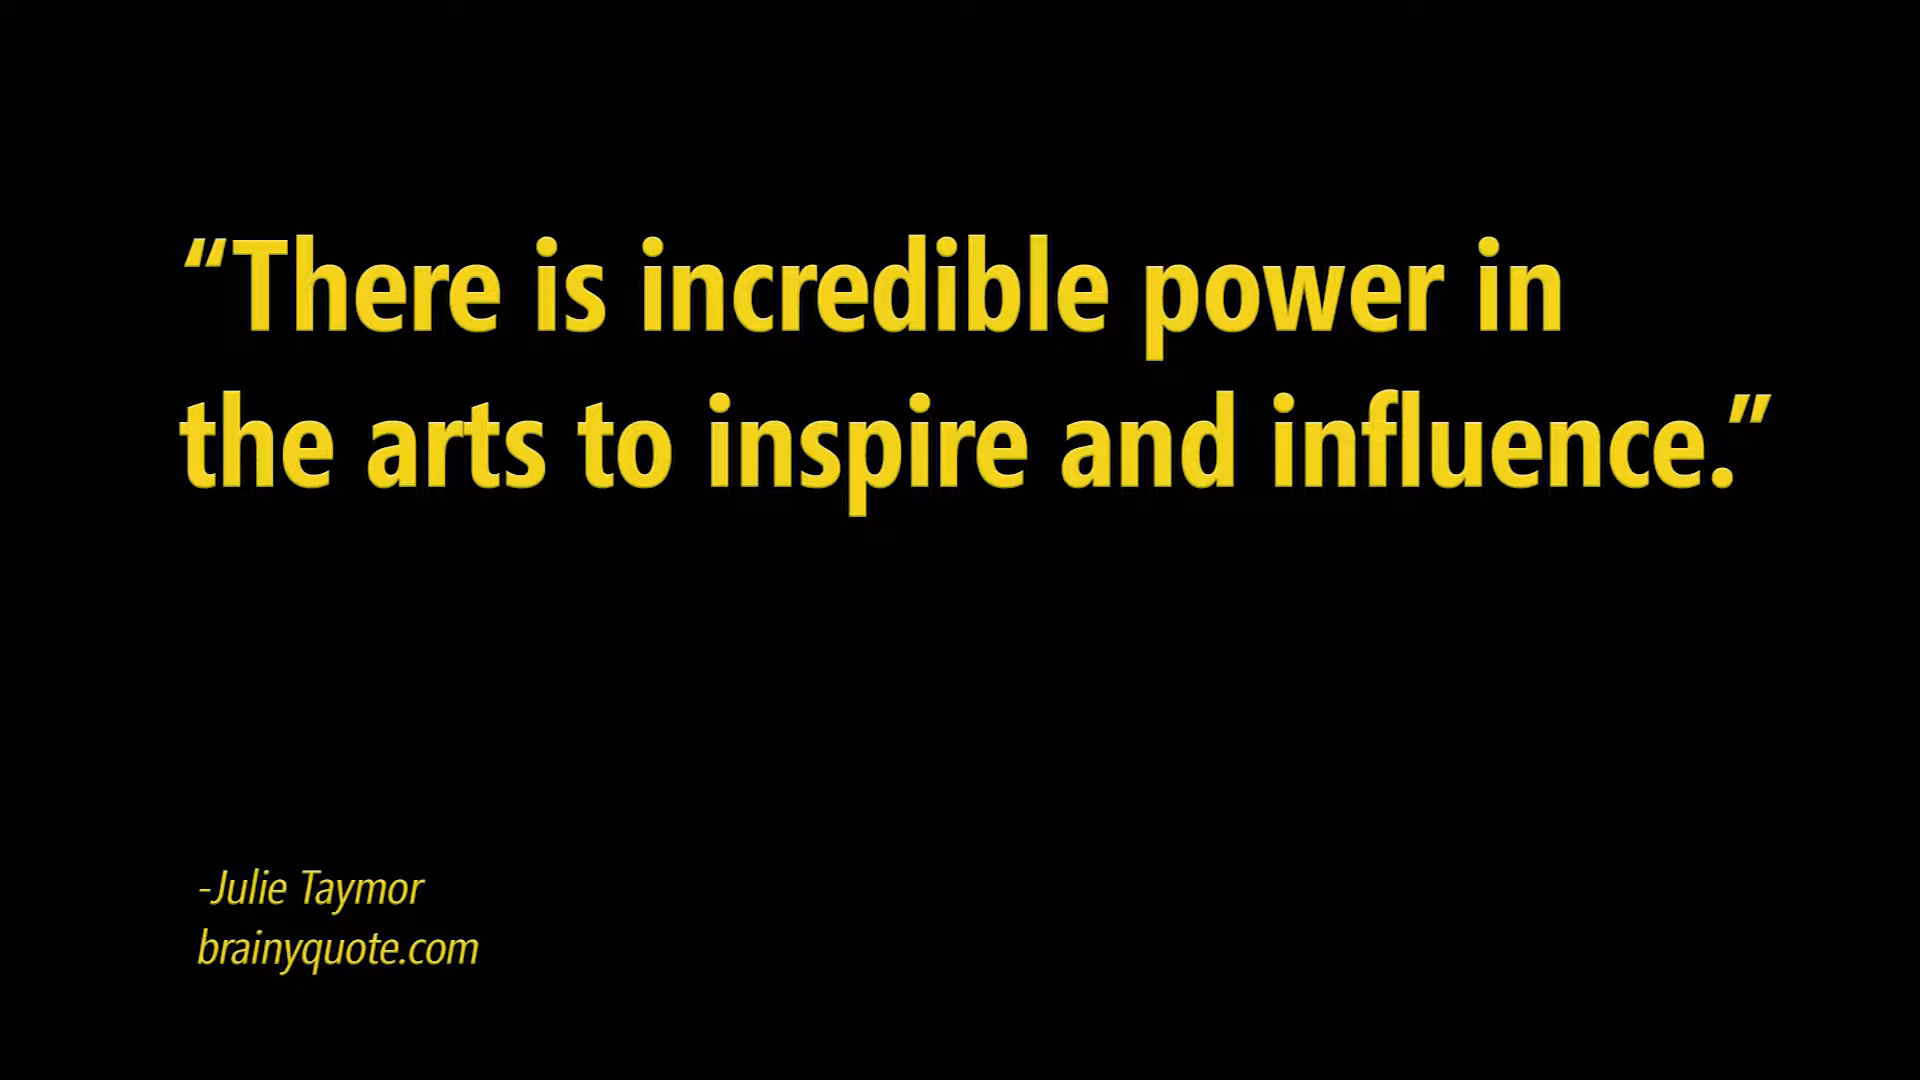 “There is incredible power in
the arts to inspire and influence.”
-Julie Taymor
brainyquote.com